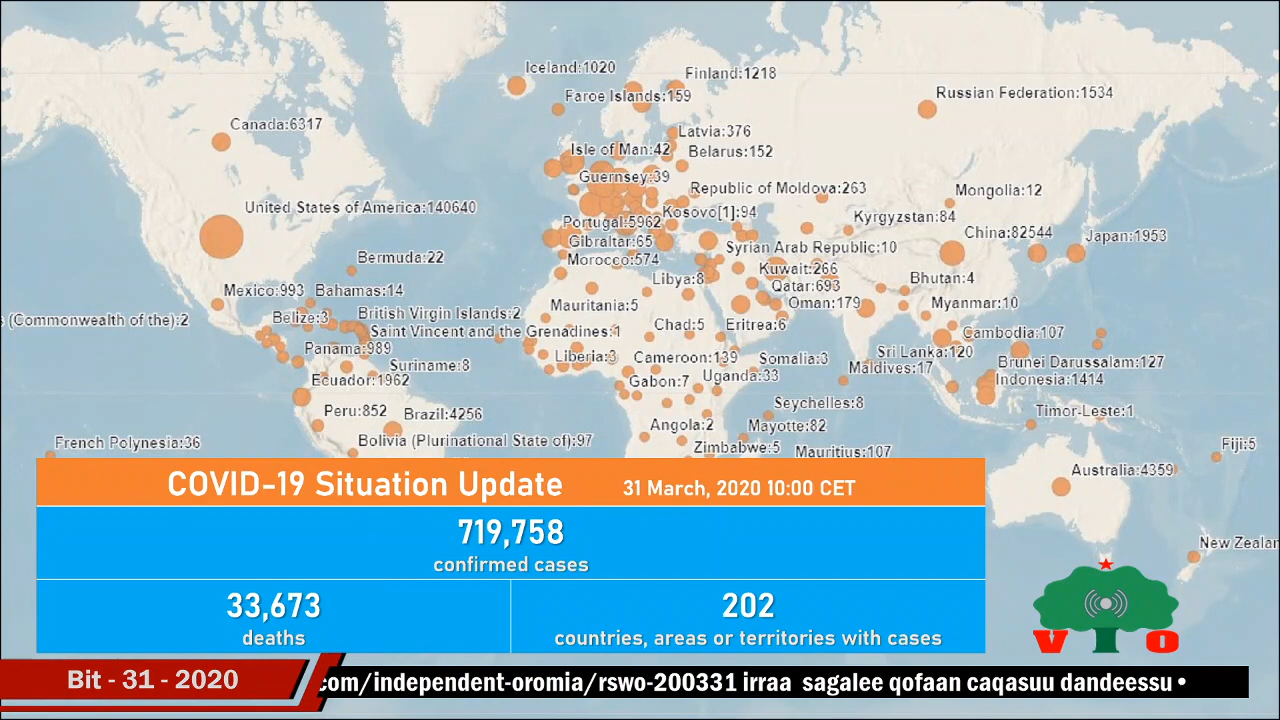 Iceland:1020
Finland:1218
Faroe Islands:159
Russian Federation:1534
Canada:6317
Latvia:376
Isle of Man:42
Belarus:152
Guernsey:39
Republic of Moldova:263
Mongolia:12
United States of America:140640
Kosovo[1]:94
Kyrgyzstan:84
Portugal:5962
China:82544
Japan:1953
Gibraltar:65
Syrian Arab Republic:10
Bermuda:22
Morocco:574
Kuwait:266
Libya:8
Bhutan:4
Qatar:693
Mexico:993
Bahamas:14
Mauritania:5
Oman:179
Myanmar:10
s (Commonwealth of the):2
Belize:3
British Virgin Islands:2
Saint Vincent and the Grenadines:1
Chad:5
Eritrea:6
Cambodia:107
Panama:989
Liberia:3
Cameroon:139
Somalia:3
Sri Lanka:120
Suriname:8
Maldives:17
Brunei Darussalam:127
Ecuador:1962
Gabon:7
Uganda:33
Indonesia:1414
Peru:852
Brazil:4256
Seychelles:8
Timor-Leste:1
Angola:2
Mayotte:82
French Polynesia:36
Bolivia (Plurinational State of):97
Zimbabwe:5
Mauritius:107
Fiji:5
Australia:4359
New Zealan
COVID-19 Situation Update
31 March, 2020 10:00 CET
719,758
confirmed cases
33,673
deaths
202
countries, areas or territories with cases
V O
Bit - 31 - 2020
com/independent-oromia/rswo-200331 irraa sagalee qofaan caqasuu dandeessu •